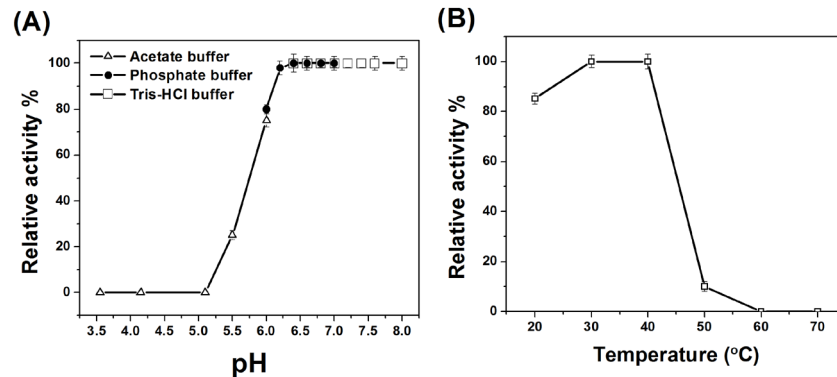 (A)
Relative activity %
100
80
60
40
20
0
Acetate buffer
Phosphate buffer
Tris-HCl buffer
3.5 4.0 4.5 5.0 5.5 6.0 6.5 7.0 7.5 8.0
pH
(B)
Relative activity %
100
80
60
40
20
0
20 30 40 50 60 70
Temperature (°C)